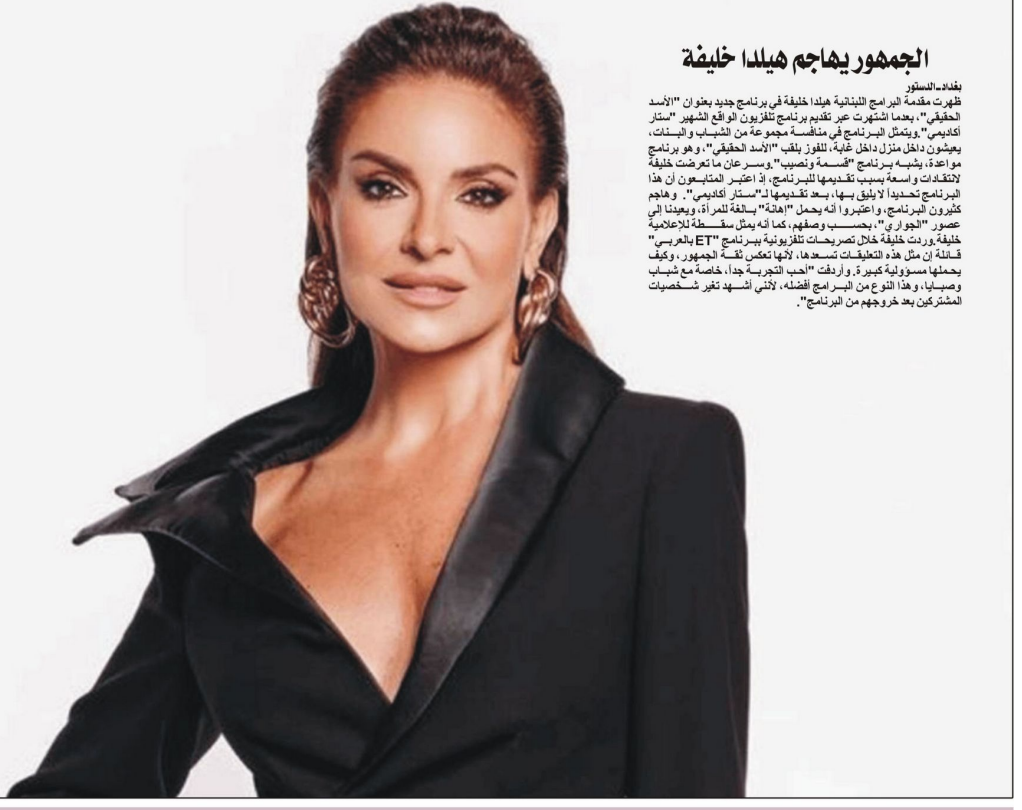 الجمهور يهاجم هيلدا خليفة
بغداد-الدستور
ظهرت مقدمة البرامج اللبنانية هيلدا خليفة في برنامج جديد بعنوان "الأسد
الحقيقي"، بعدما اشتهرت عبر تقديم برنامج تلفزيون الواقع الشهير "ستار
أكاديمي".ويتمثل البرنامج في منافسة مجموعة من الشباب والبنات،
يعيشون داخل منزل داخل غابة، للفوز بلقب "الأسد الحقيقي"، وهو برنامج
مواعدة، يشبه برنامج "قسمة ونصيب".وسرعان ما تعرضت خليفة
لانتقادات واسعة بسبب تقديمها للبرنامج، إذ اعتبر المتابعون أن هذا
البرنامج تحديداً لا يليق بها، بعد تقديمها لـ"ستار أكاديمي". وهاجم
كثيرون البرنامج، واعتبروا أنه يحمل "إهانة" بالغة للمرأة، ويعيدنا إلى
عصور "الجواري"، بحسب وصفهم، كما أنه يمثل سقطة للإعلامية
خليفة.وردت خليفة خلال تصريحات تلفزيونية ببرنامج "ET بالعربي"
قائلة إن مثل هذه التعليقات تسعدها، لأنها تعكس ثقة الجمهور، وكيف
يحملها مسؤولية كبيرة. وأردفت "أحب التجربة جداً، خاصة مع شباب
وصبايا، وهذا النوع من البرامج أفضله، لأنني أشهد تغير شخصيات
المشتركين بعد خروجهم من البرنامج".